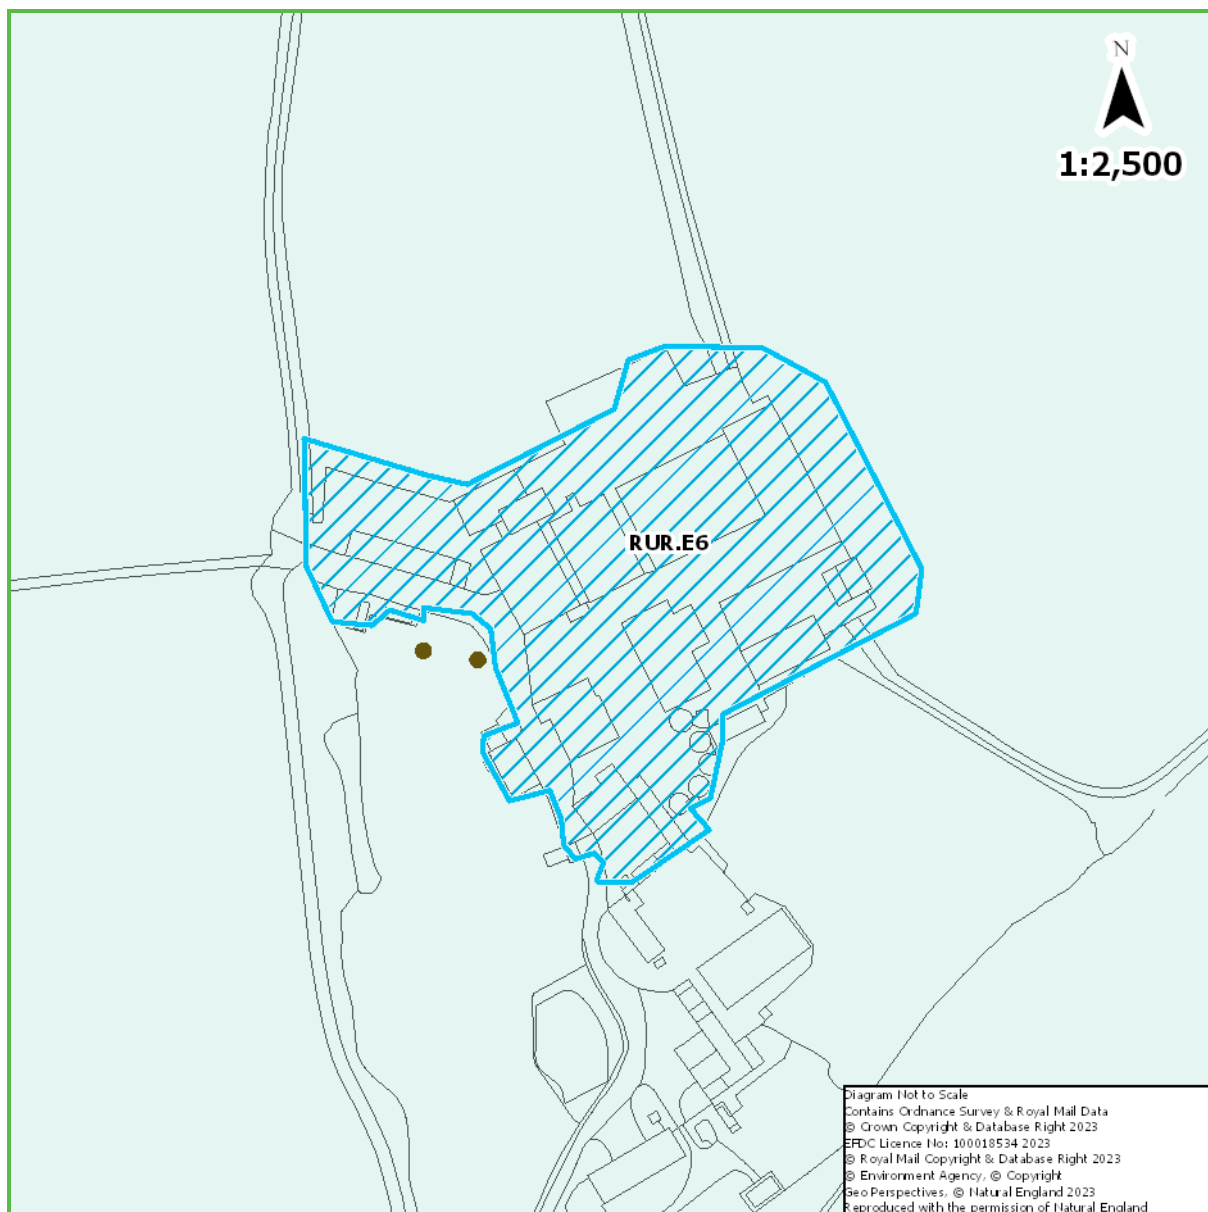 N
1:2,500
RUR.E6
Diagram Not to Scale
Contains Ordnance Survey & Royal Mail Data
© Crown Copyright & Database Right 2023
EFDC Licence No: 100018534 2023
© Royal Mail Copyright & Database Right 2023
© Environment Agency, © Copyright
Geo Perspectives, © Natural England 2023
Reproduced with the permission of Natural England